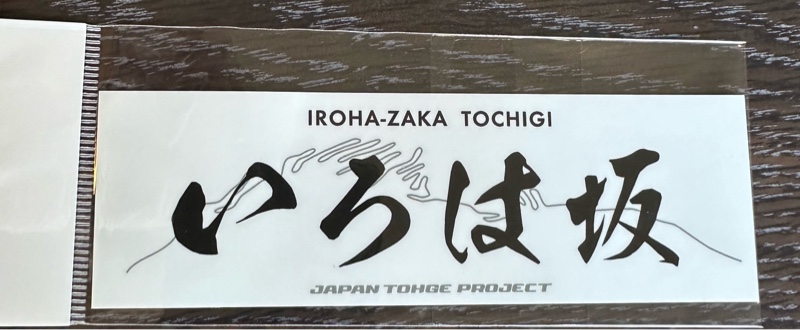 IROHA-ZAKA TOCHIGI
いろは坂
JAPAN TOHGE PROJECT